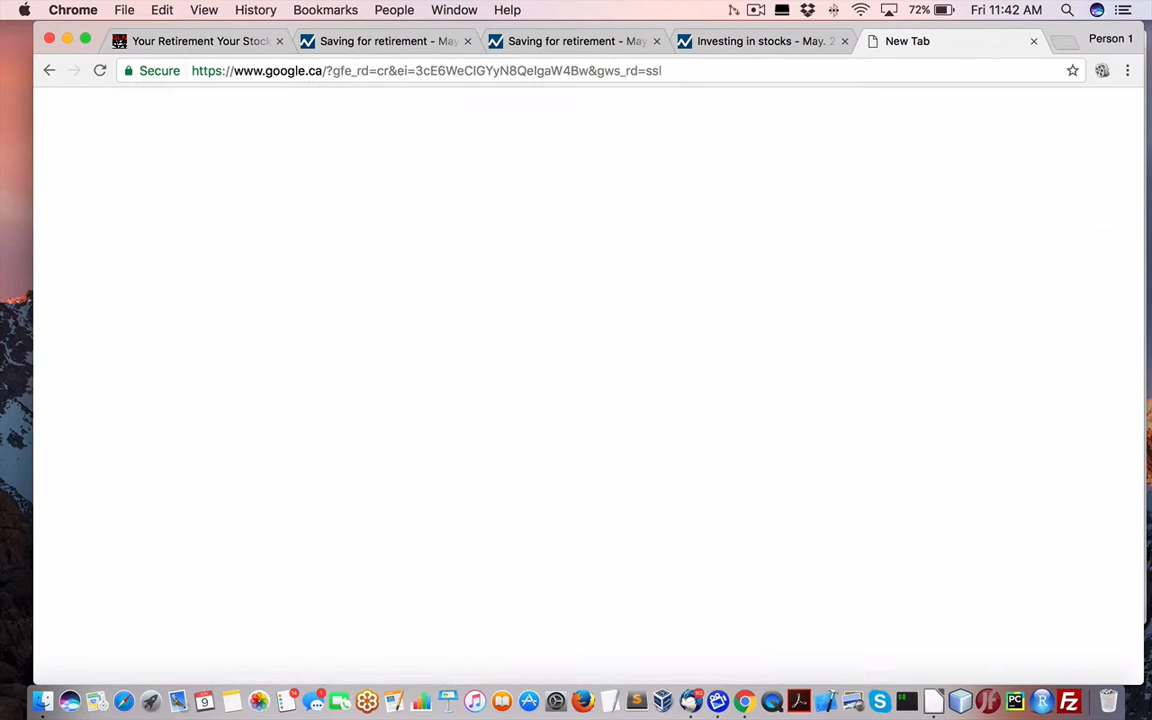 Chrome File Edit View History Bookmarks People Window Help 72% Fri 11:42 AM
Your Retirement Your Stock Saving for retirement - May Saving for retirement - May Investing in stocks - May. 2 New Tab Person 1
Secure https://www.google.ca/?gfe_rd=cr&ei=3cE6WeClGYyN8QeIgaW4Bw&gws_rd=ssl
9